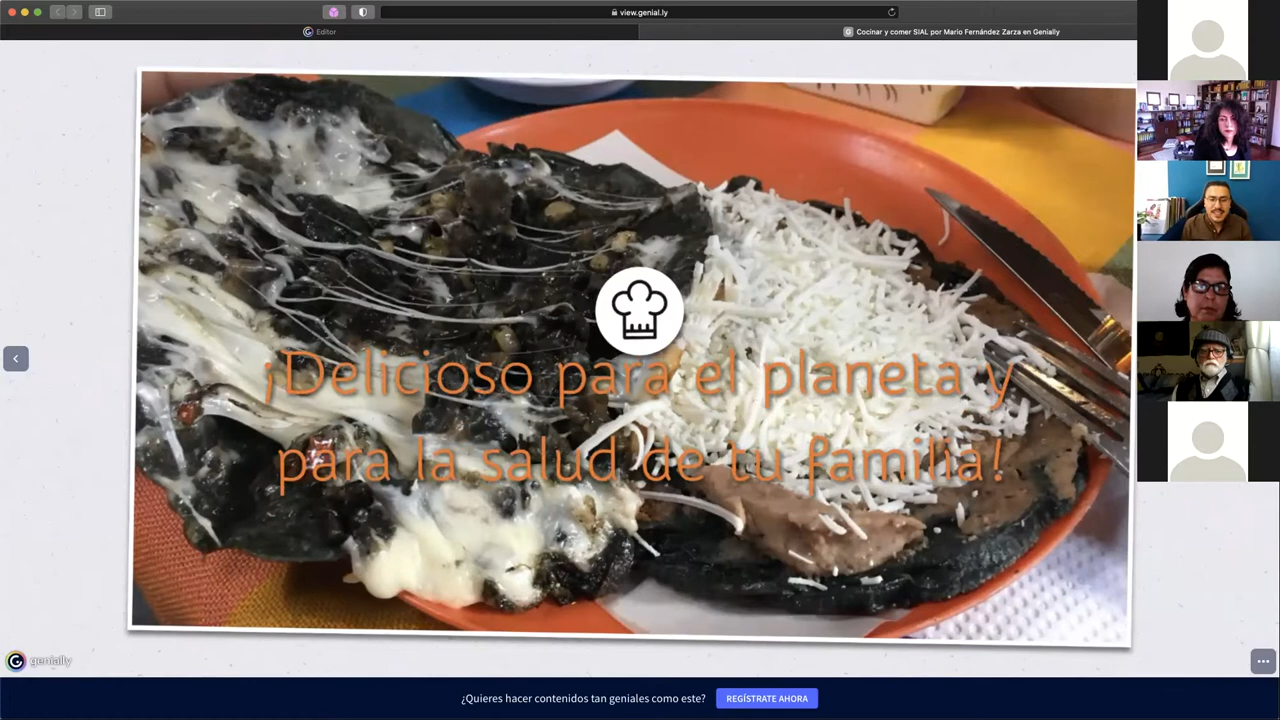 view.genial.ly
Editor
Cocinar y comer SIAL por Mario Fernández Zarza en Genially
¡Delicioso para el planeta y
para la salud de tu familia!
genially
¿Quieres hacer contenidos tan geniales como este?
REGÍSTRATE AHORA